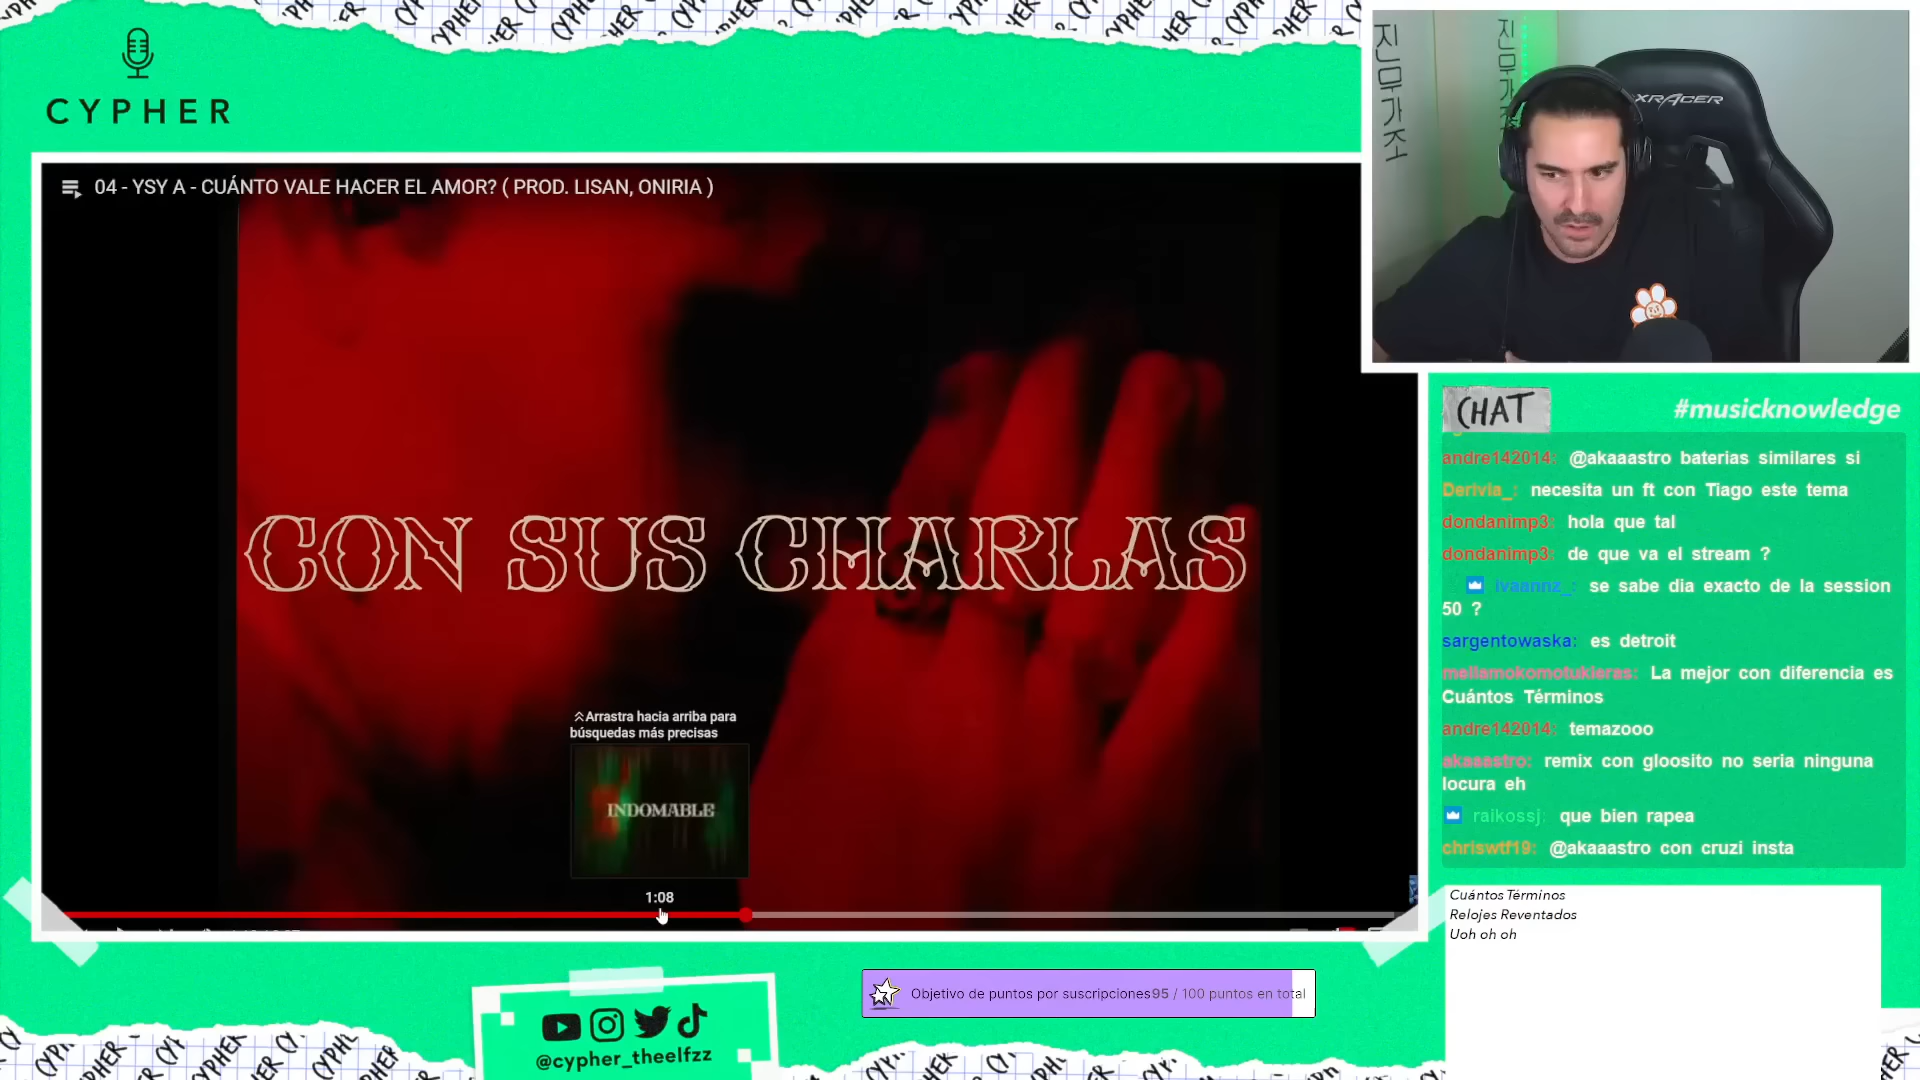 CYPHER
04 - YSY A - CUÁNTO VALE HACER EL AMOR? ( PROD. LISAN, ONIRIA )
CON SUS CHARLAS
Arrastra hacia arriba para
búsquedas más precisas
INDOMABLE
1:08
XRACER
CHAT
#musicknowledge
andre142014: @akaaastro baterias similares si
Derivia_: necesita un ft con Tiago este tema
dondanimp3: hola que tal
dondanimp3: de que va el stream ?
ivaannz_: se sabe dia exacto de la session
50 ?
sargentowaska: es detroit
mellamokomotukieras: La mejor con diferencia es
Cuántos Términos
andre142014: temazooo
akaaastro: remix con gloosito no seria ninguna
locura eh
raikossj: que bien rapea
chriswtf19: @akaaastro con cruzi insta
Cuántos Términos
Relojes Reventados
Uoh oh oh
Objetivo de puntos por suscripciones 95 / 100 puntos en total
@cypher_theelfzz